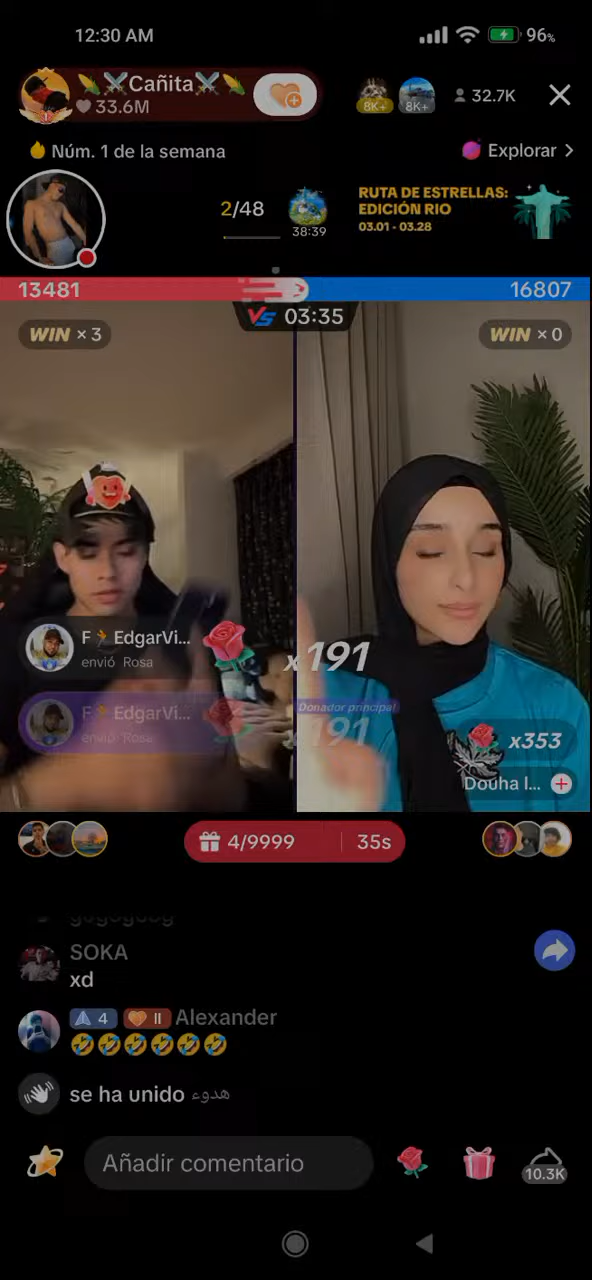 12:30 AM
96%
🌽⚔️Cañita⚔️🌽
33.6M
8K+
8K+
32.7K
Núm. 1 de la semana
Explorar
2/48
38:39
RUTA DE ESTRELLAS:
EDICIÓN RIO
03.01 - 03.28
13481
16807
VS 03:35
WIN × 3
WIN × 0
F🏃EdgarVi...
envió Rosa
x191
F🏃EdgarVi...
envió Rosa
Donador principal
x191
x353
Douha l...
4/9999
35s
SOKA
xd
4
II
Alexander
🤣🤣🤣🤣🤣🤣
se ha unido هدوء
Añadir comentario
10.3K